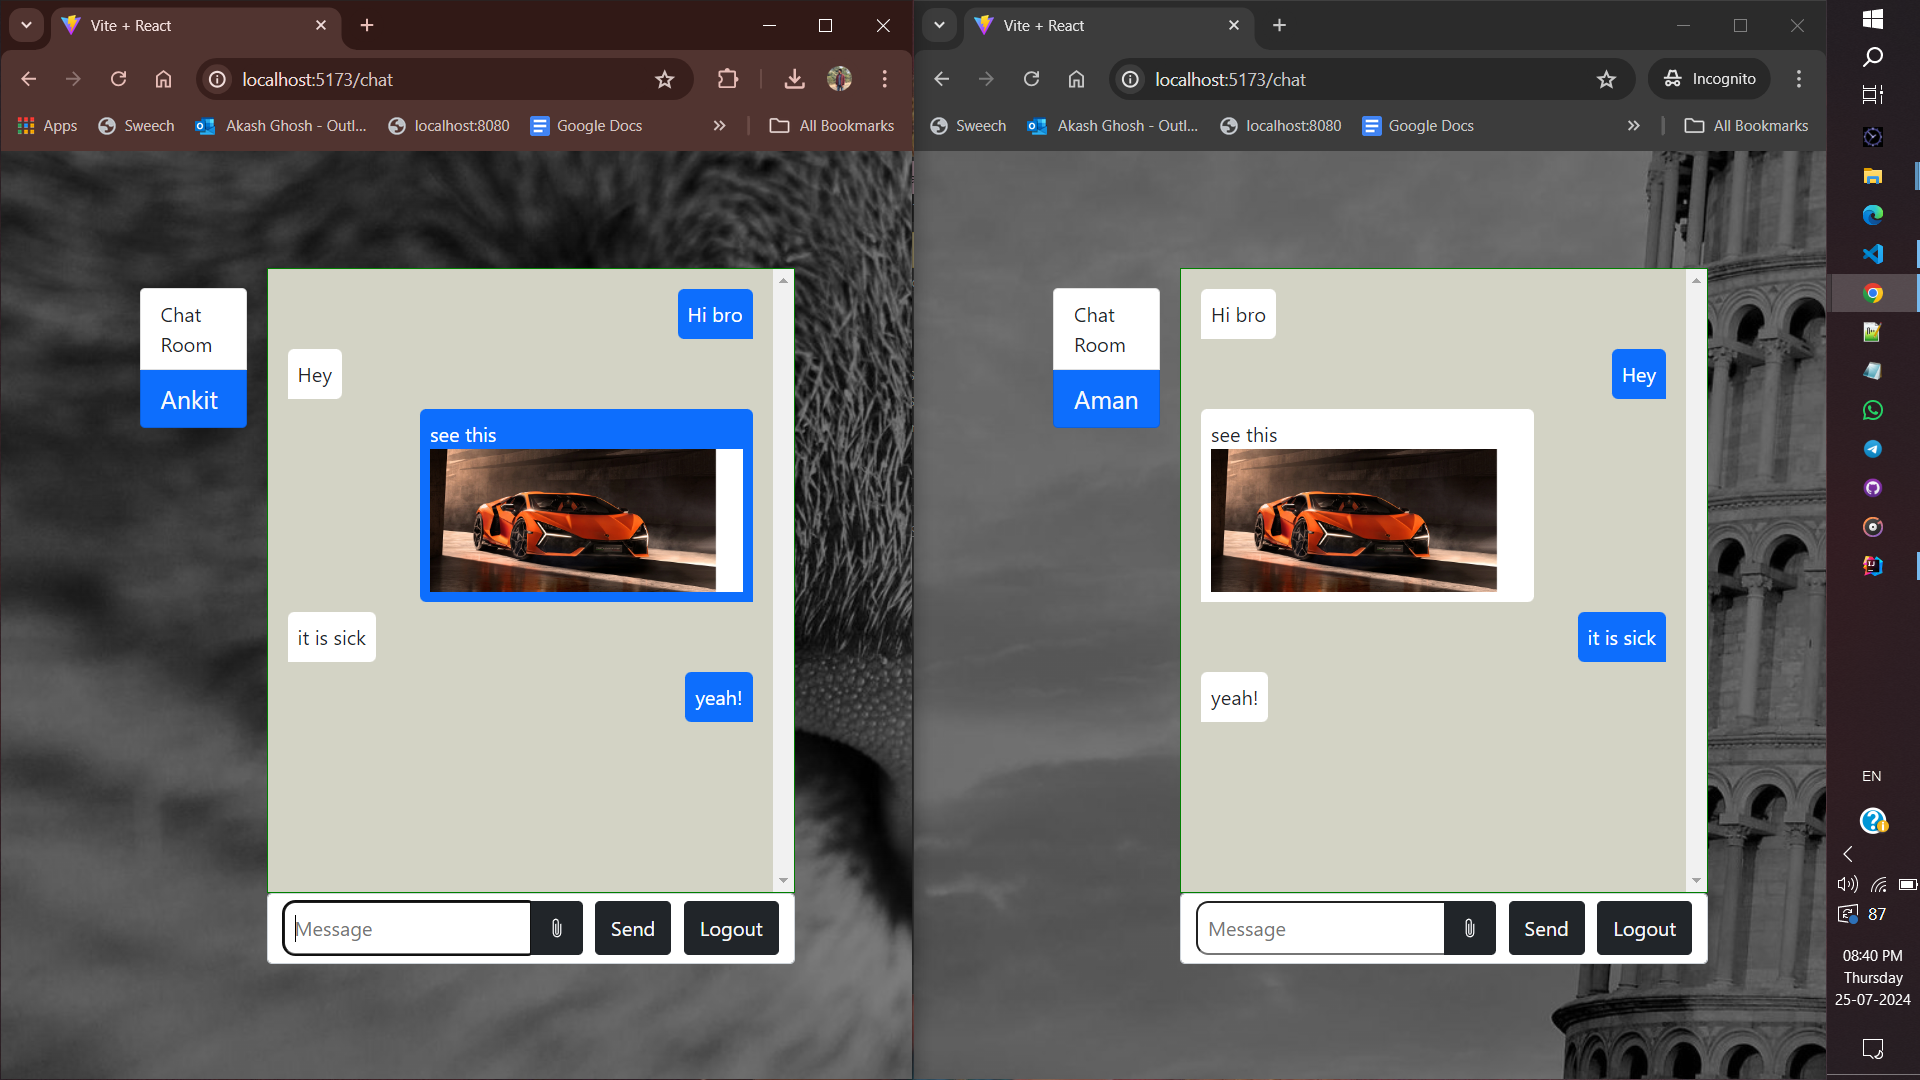 Vite + React
localhost:5173/chat
Apps
Sweech
Akash Ghosh - Outl...
localhost:8080
Google Docs
All Bookmarks
Chat
Room
Ankit
Hi bro
Hey
see this
it is sick
yeah!
Message
Send
Logout
Vite + React
localhost:5173/chat
Incognito
Sweech
Akash Ghosh - Outl...
localhost:8080
Google Docs
All Bookmarks
Chat
Room
Aman
Hi bro
Hey
see this
it is sick
yeah!
Message
Send
Logout
EN
87
08:40 PM
Thursday
25-07-2024